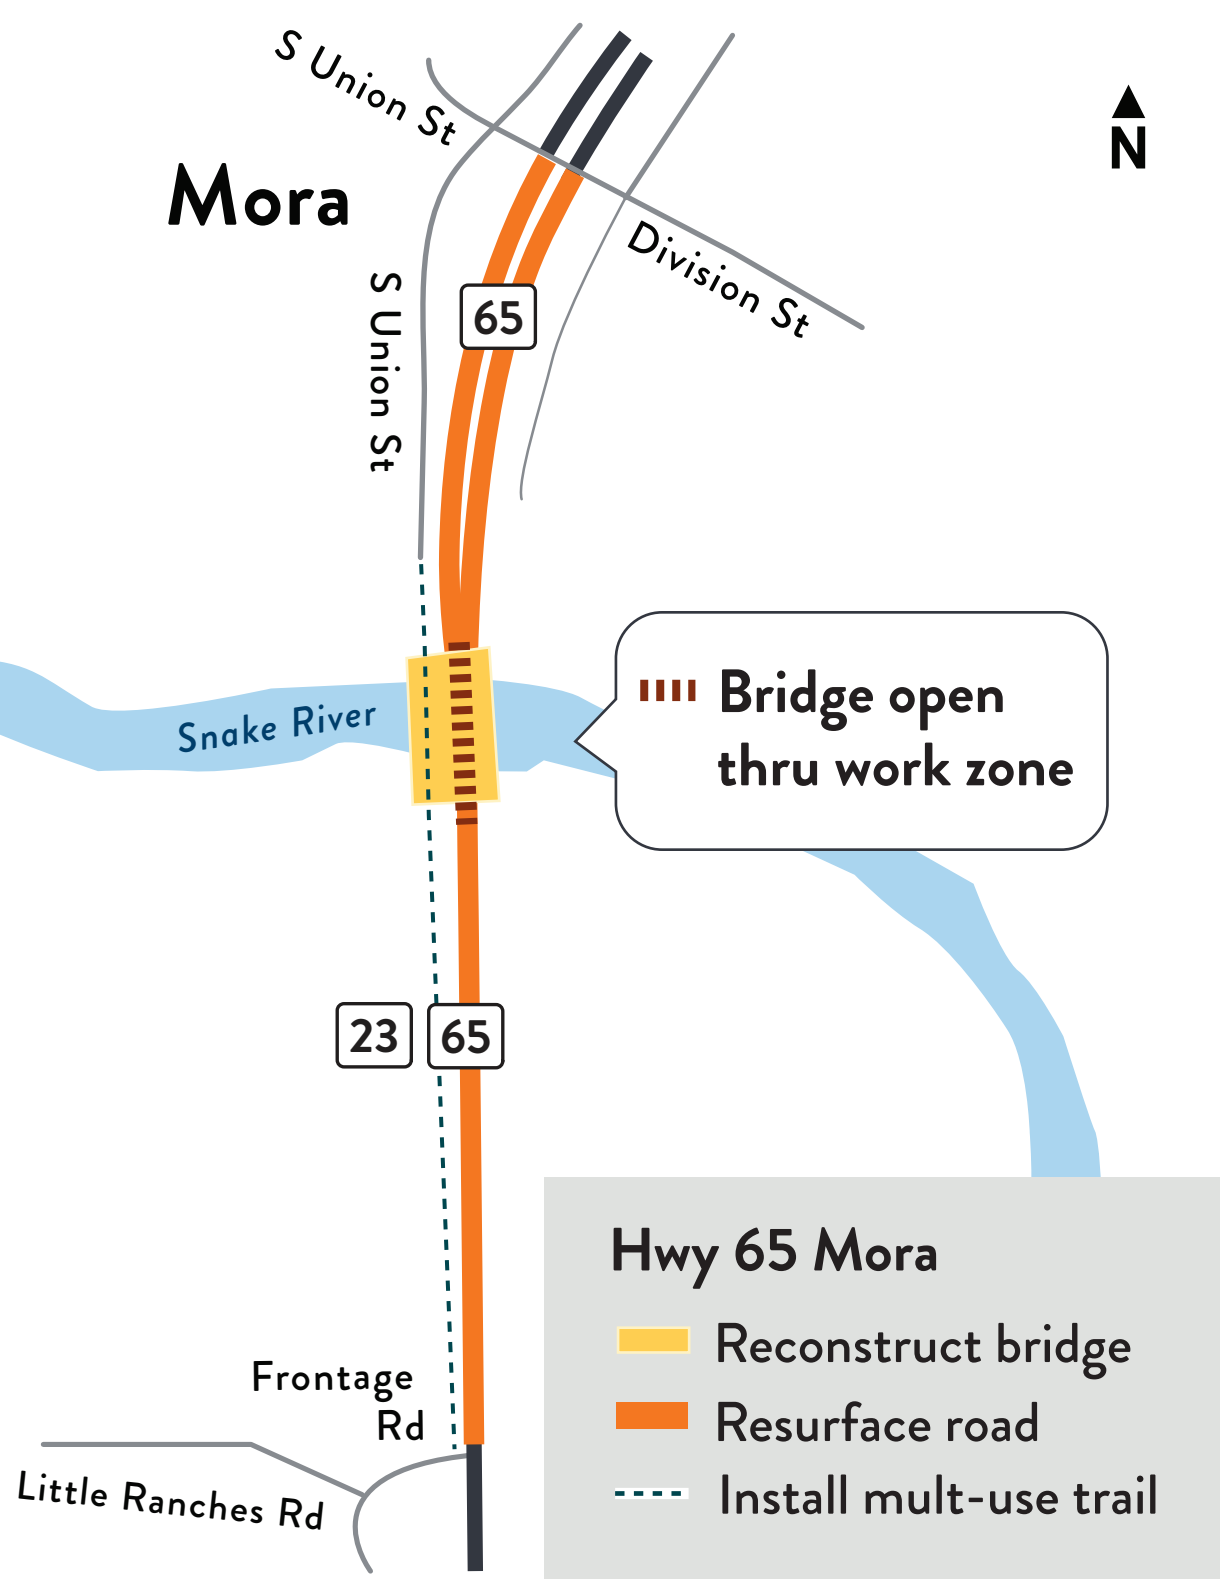 S Union St
N
Mora
Division St
S Union St
65
Bridge open
thru work zone
Snake River
23
65
Frontage
Rd
Little Ranches Rd
Hwy 65 Mora
Reconstruct bridge
Resurface road
Install mult-use trail